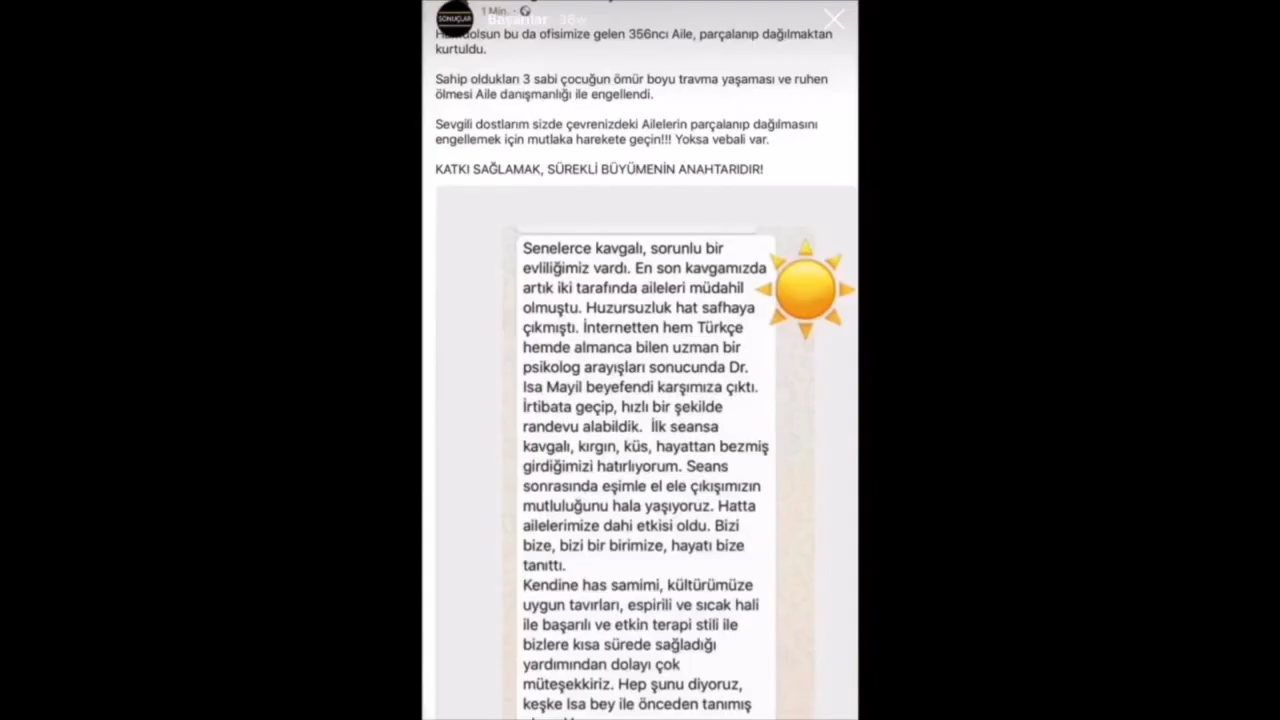 SONUÇLAR
1 Min.
Başarılar 36w
bu da ofisimize gelen 356ncı Aile, parçalanıp dağılmaktan
kurtuldu.
Sahip oldukları 3 sabi çocuğun ömür boyu travma yaşaması ve ruhen
ölmesi Aile danışmanlığı ile engellendi.
Sevgili dostlarım sizde çevrenizdeki Ailelerin parçalanıp dağılmasını
engellemek için mutlaka harekete geçin!!! Yoksa vebali var.
KATKI SAĞLAMAK, SÜREKLİ BÜYÜMENİN ANAHTARIDIR!
Senelerce kavgalı, sorunlu bir
evliliğimiz vardı. En son kavgamızda
artık iki tarafında aileleri müdahil
olmuştu. Huzursuzluk hat safhaya
çıkmıştı. İnternetten hem Türkçe
hemde almanca bilen uzman bir
psikolog arayışları sonucunda Dr.
Isa Mayil beyefendi karşımıza çıktı.
İrtibata geçip, hızlı bir şekilde
randevu alabildik. İlk seansa
kavgalı, kırgın, küs, hayattan bezmiş
girdiğimizi hatırlıyorum. Seans
sonrasında eşimle el ele çıkışımızın
mutluluğunu hala yaşıyoruz. Hatta
ailelerimize dahi etkisi oldu. Bizi
bize, bizi bir birimize, hayatı bize
tanıttı.
Kendine has samimi, kültürümüze
uygun tavırları, espirili ve sıcak hali
ile başarılı ve etkin terapi stili ile
bizlere kısa sürede sağladığı
yardımından dolayı çok
müteşekkiriz. Hep şunu diyoruz,
keşke Isa bey ile önceden tanımış